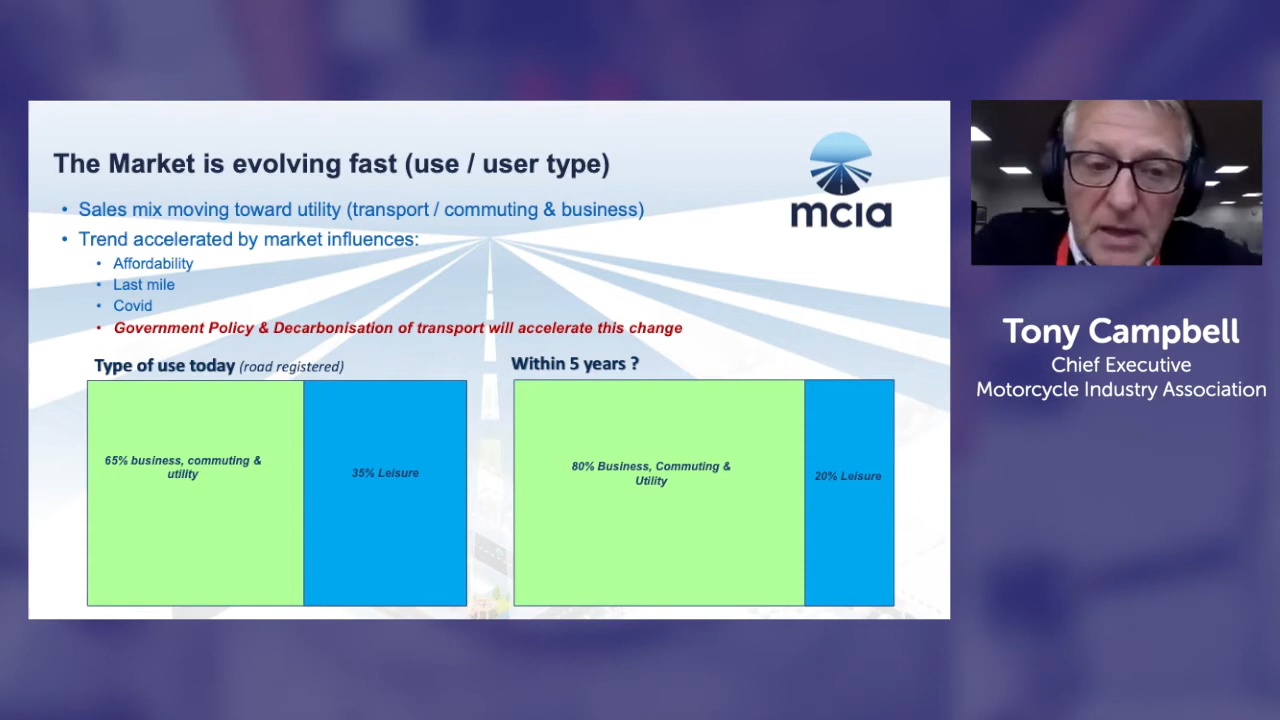 The Market is evolving fast (use / user type)
mcia
• Sales mix moving toward utility (transport / commuting & business)
• Trend accelerated by market influences:
• Affordability
• Last mile
• Covid
• Government Policy & Decarbonisation of transport will accelerate this change
Type of use today (road registered)
65% business, commuting &
utility
35% Leisure
Within 5 years ?
80% Business, Commuting &
Utility
20% Leisure
Tony Campbell
Chief Executive
Motorcycle Industry Association